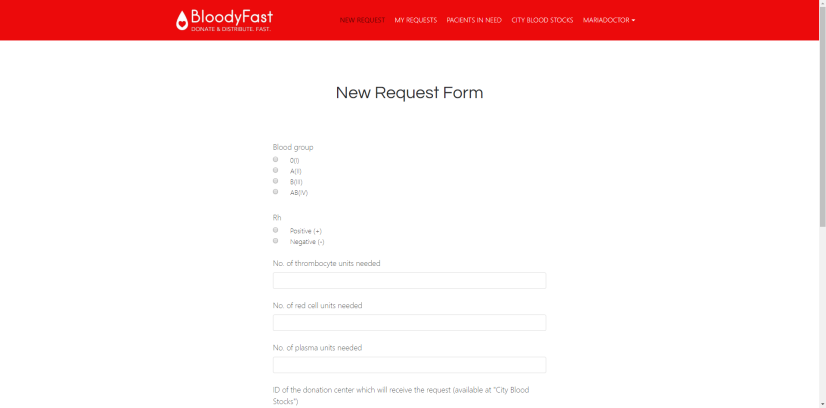 BloodyFast
DONATE & DISTRIBUTE. FAST.
NEW REQUEST
MY REQUESTS
PACIENTS IN NEED
CITY BLOOD STOCKS
MARIADOCTOR
New Request Form
Blood group
0(I)
A(II)
B(III)
AB(IV)
Rh
Positive (+)
Negative (-)
No. of thrombocyte units needed
No. of red cell units needed
No. of plasma units needed
ID of the donation center which will receive the request (available at "City Blood
Stocks")